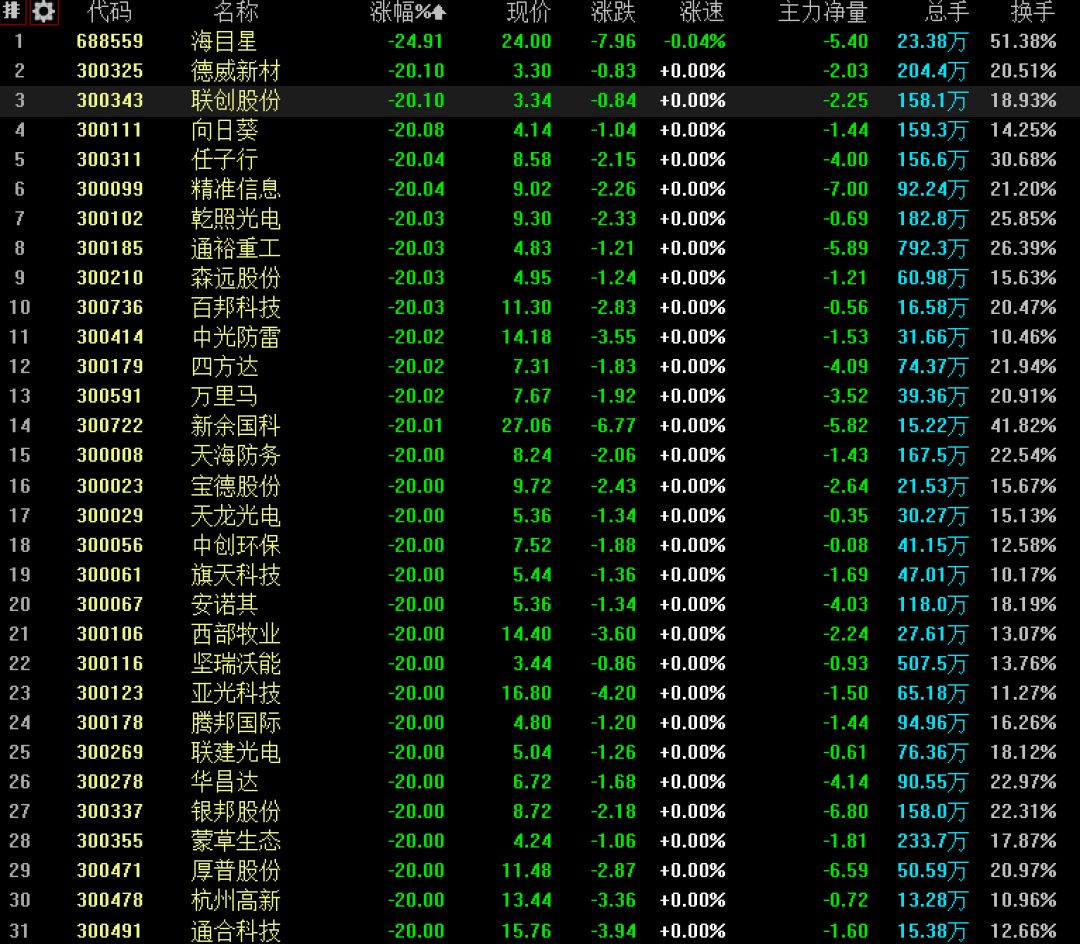 代码 名称 涨幅% 现价 涨跌 涨速 主力净量 总手 换手
1 688559 海目星 -24.91 24.00 -7.96 -0.04% -5.40 23.38万 51.38%
2 300325 德威新材 -20.10 3.30 -0.83 +0.00% -2.03 204.4万 20.51%
3 300343 联创股份 -20.10 3.34 -0.84 +0.00% -2.25 158.1万 18.93%
4 300111 向日葵 -20.08 4.14 -1.04 +0.00% -1.44 159.3万 14.25%
5 300311 任子行 -20.04 8.58 -2.15 +0.00% -4.00 156.6万 30.68%
6 300099 精准信息 -20.04 9.02 -2.26 +0.00% -7.00 92.24万 21.20%
7 300102 乾照光电 -20.03 9.30 -2.33 +0.00% -0.69 182.8万 25.85%
8 300185 通裕重工 -20.03 4.83 -1.21 +0.00% -5.89 792.3万 26.39%
9 300210 森远股份 -20.03 4.95 -1.24 +0.00% -1.21 60.98万 15.63%
10 300736 百邦科技 -20.03 11.30 -2.83 +0.00% -0.56 16.58万 20.47%
11 300414 中光防雷 -20.02 14.18 -3.55 +0.00% -1.53 31.66万 10.46%
12 300179 四方达 -20.02 7.31 -1.83 +0.00% -4.09 74.37万 21.94%
13 300591 万里马 -20.02 7.67 -1.92 +0.00% -3.52 39.36万 20.91%
14 300722 新余国科 -20.01 27.06 -6.77 +0.00% -5.82 15.22万 41.82%
15 300008 天海防务 -20.00 8.24 -2.06 +0.00% -1.43 167.5万 22.54%
16 300023 宝德股份 -20.00 9.72 -2.43 +0.00% -2.64 21.53万 15.67%
17 300029 天龙光电 -20.00 5.36 -1.34 +0.00% -0.35 30.27万 15.13%
18 300056 中创环保 -20.00 7.52 -1.88 +0.00% -0.08 41.15万 12.58%
19 300061 旗天科技 -20.00 5.44 -1.36 +0.00% -1.69 47.01万 10.17%
20 300067 安诺其 -20.00 5.36 -1.34 +0.00% -4.03 118.0万 18.19%
21 300106 西部牧业 -20.00 14.40 -3.60 +0.00% -2.24 27.61万 13.07%
22 300116 坚瑞沃能 -20.00 3.44 -0.86 +0.00% -0.93 507.5万 13.76%
23 300123 亚光科技 -20.00 16.80 -4.20 +0.00% -1.50 65.18万 11.27%
24 300178 腾邦国际 -20.00 4.80 -1.20 +0.00% -1.44 94.96万 16.26%
25 300269 联建光电 -20.00 5.04 -1.26 +0.00% -0.61 76.36万 18.12%
26 300278 华昌达 -20.00 6.72 -1.68 +0.00% -4.14 90.55万 22.97%
27 300337 银邦股份 -20.00 8.72 -2.18 +0.00% -6.80 158.0万 22.31%
28 300355 蒙草生态 -20.00 4.24 -1.06 +0.00% -1.81 233.7万 17.87%
29 300471 厚普股份 -20.00 11.48 -2.87 +0.00% -6.59 50.59万 20.97%
30 300478 杭州高新 -20.00 13.44 -3.36 +0.00% -0.72 13.28万 10.96%
31 300491 通合科技 -20.00 15.76 -3.94 +0.00% -1.60 15.38万 12.66%